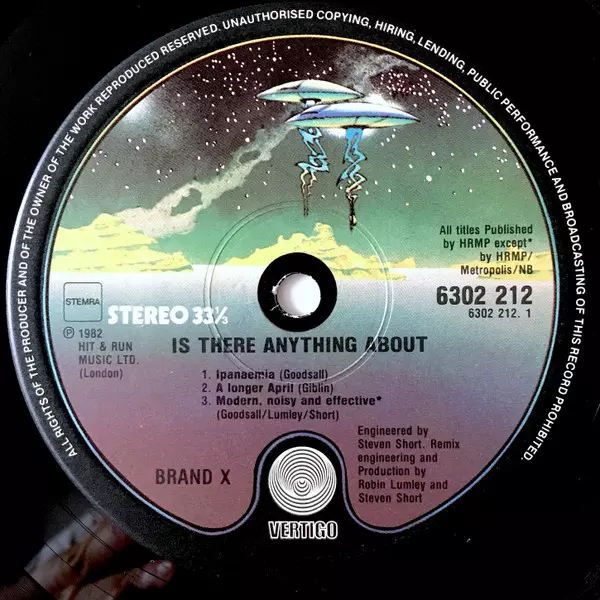 ALL RIGHTS OF THE PRODUCER AND OF THE OWNER OF THE WORK REPRODUCED RESERVED. UNAUTHORISED COPYING, HIRING, LENDING, PUBLIC PERFORMANCE AND BROADCASTING OF THIS RECORD PROHIBITED.
All titles Published
by HRMP except*
by HRMP/
Metropolis/NB
STEMRA
STEREO 33⅓
6302 212
6302 212. 1
℗ 1982
HIT & RUN
MUSIC LTD.
(London)
IS THERE ANYTHING ABOUT
1. Ipanaemia (Goodsall)
2. A longer April (Giblin)
3. Modern, noisy and effective*
(Goodsall/Lumley/Short)
Engineered by
Steven Short. Remix
engineering and
Production by
Robin Lumley and
Steven Short
BRAND X
VERTIGO